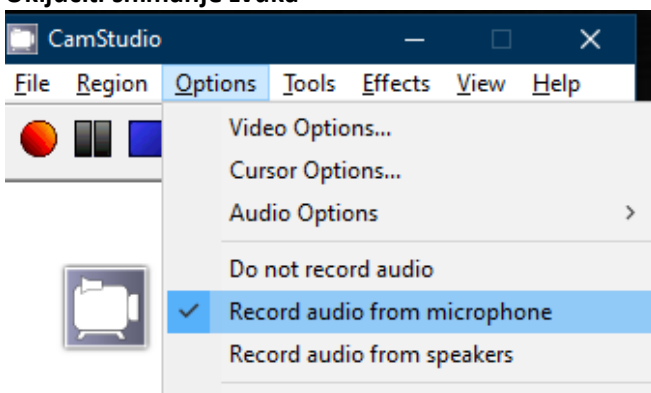 CamStudio
File Region Options Tools Effects View Help
Video Options...
Cursor Options...
Audio Options
Do not record audio
Record audio from microphone
Record audio from speakers